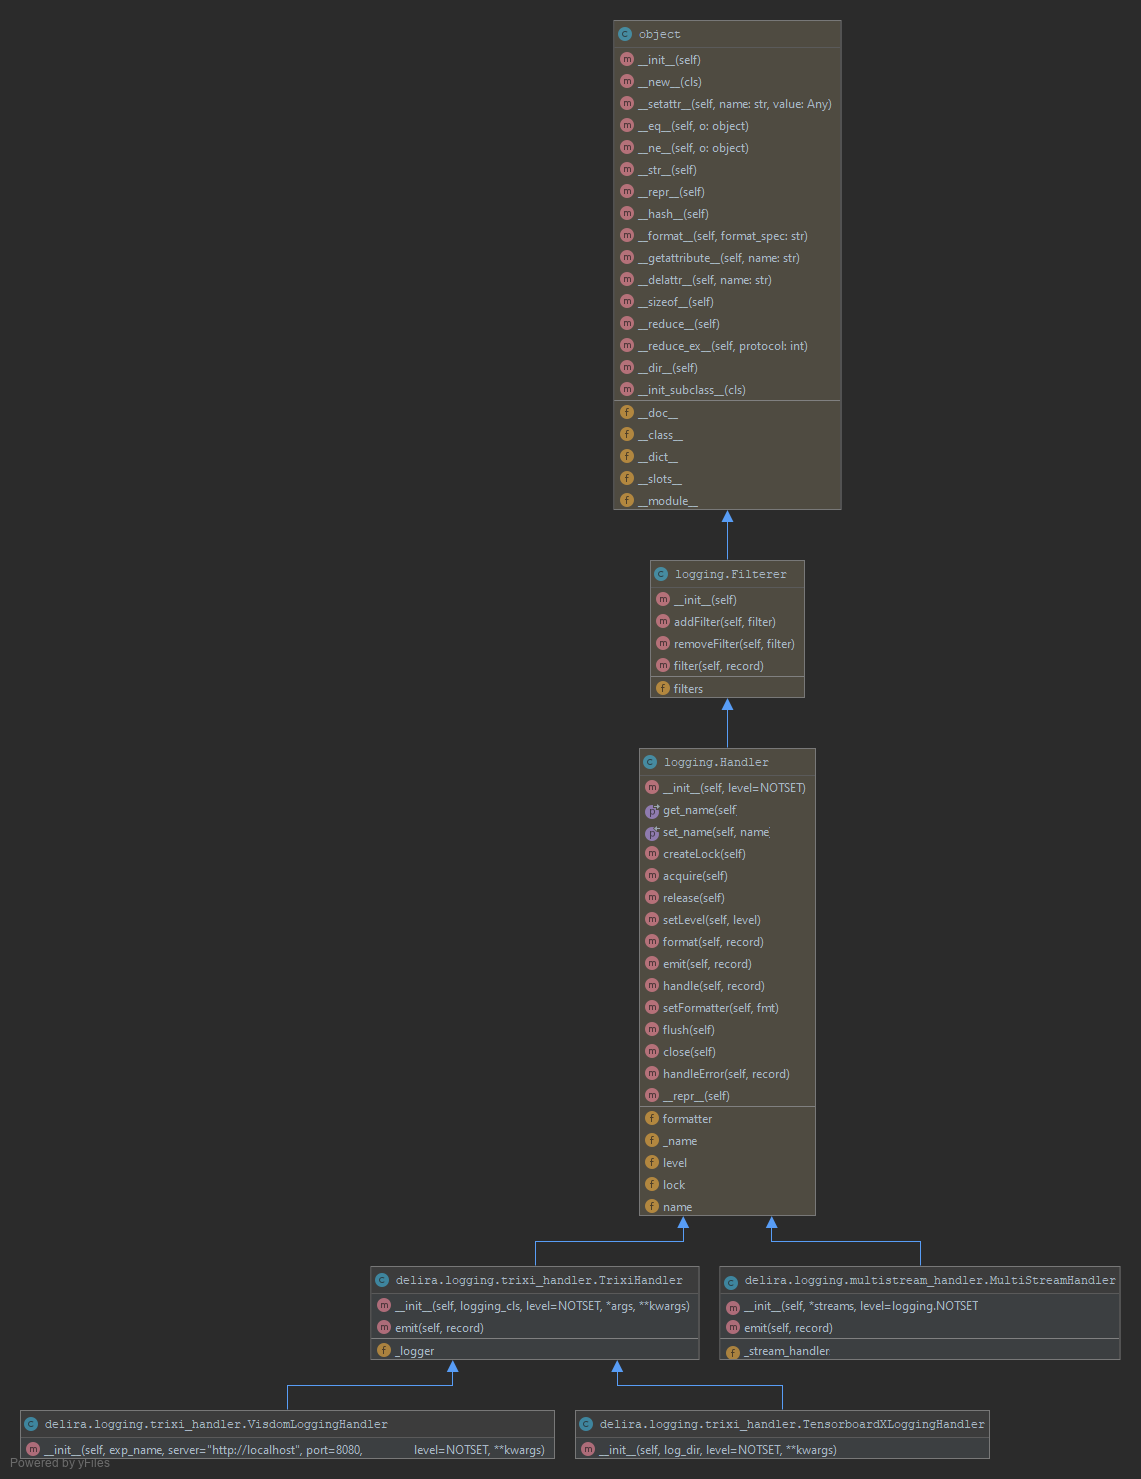 object
__init__(self)
__new__(cls)
__setattr__(self, name: str, value: Any)
__eq__(self, o: object)
__ne__(self, o: object)
__str__(self)
__repr__(self)
__hash__(self)
__format__(self, format_spec: str)
__getattribute__(self, name: str)
__delattr__(self, name: str)
__sizeof__(self)
__reduce__(self)
__reduce_ex__(self, protocol: int)
__dir__(self)
__init_subclass__(cls)
__doc__
__class__
__dict__
__slots__
__module__
logging.Filterer
__init__(self)
addFilter(self, filter)
removeFilter(self, filter)
filter(self, record)
filters
logging.Handler
__init__(self, level=NOTSET)
get_name(self
set_name(self, name
createLock(self)
acquire(self)
release(self)
setLevel(self, level)
format(self, record)
emit(self, record)
handle(self, record)
setFormatter(self, fmt)
flush(self)
close(self)
handleError(self, record)
__repr__(self)
formatter
_name
level
lock
name
delira.logging.trixi_handler.TrixiHandler
__init__(self, logging_cls, level=NOTSET, *args, **kwargs)
emit(self, record)
_logger
delira.logging.multistream_handler.MultiStreamHandler
__init__(self, *streams, level=logging.NOTSET
emit(self, record)
_stream_handler
delira.logging.trixi_handler.VisdomLoggingHandler
__init__(self, exp_name, server="http://localhost", port=8080, level=NOTSET, **kwargs)
delira.logging.trixi_handler.TensorboardXLoggingHandler
__init__(self, log_dir, level=NOTSET, **kwargs)
Powered by yFiles